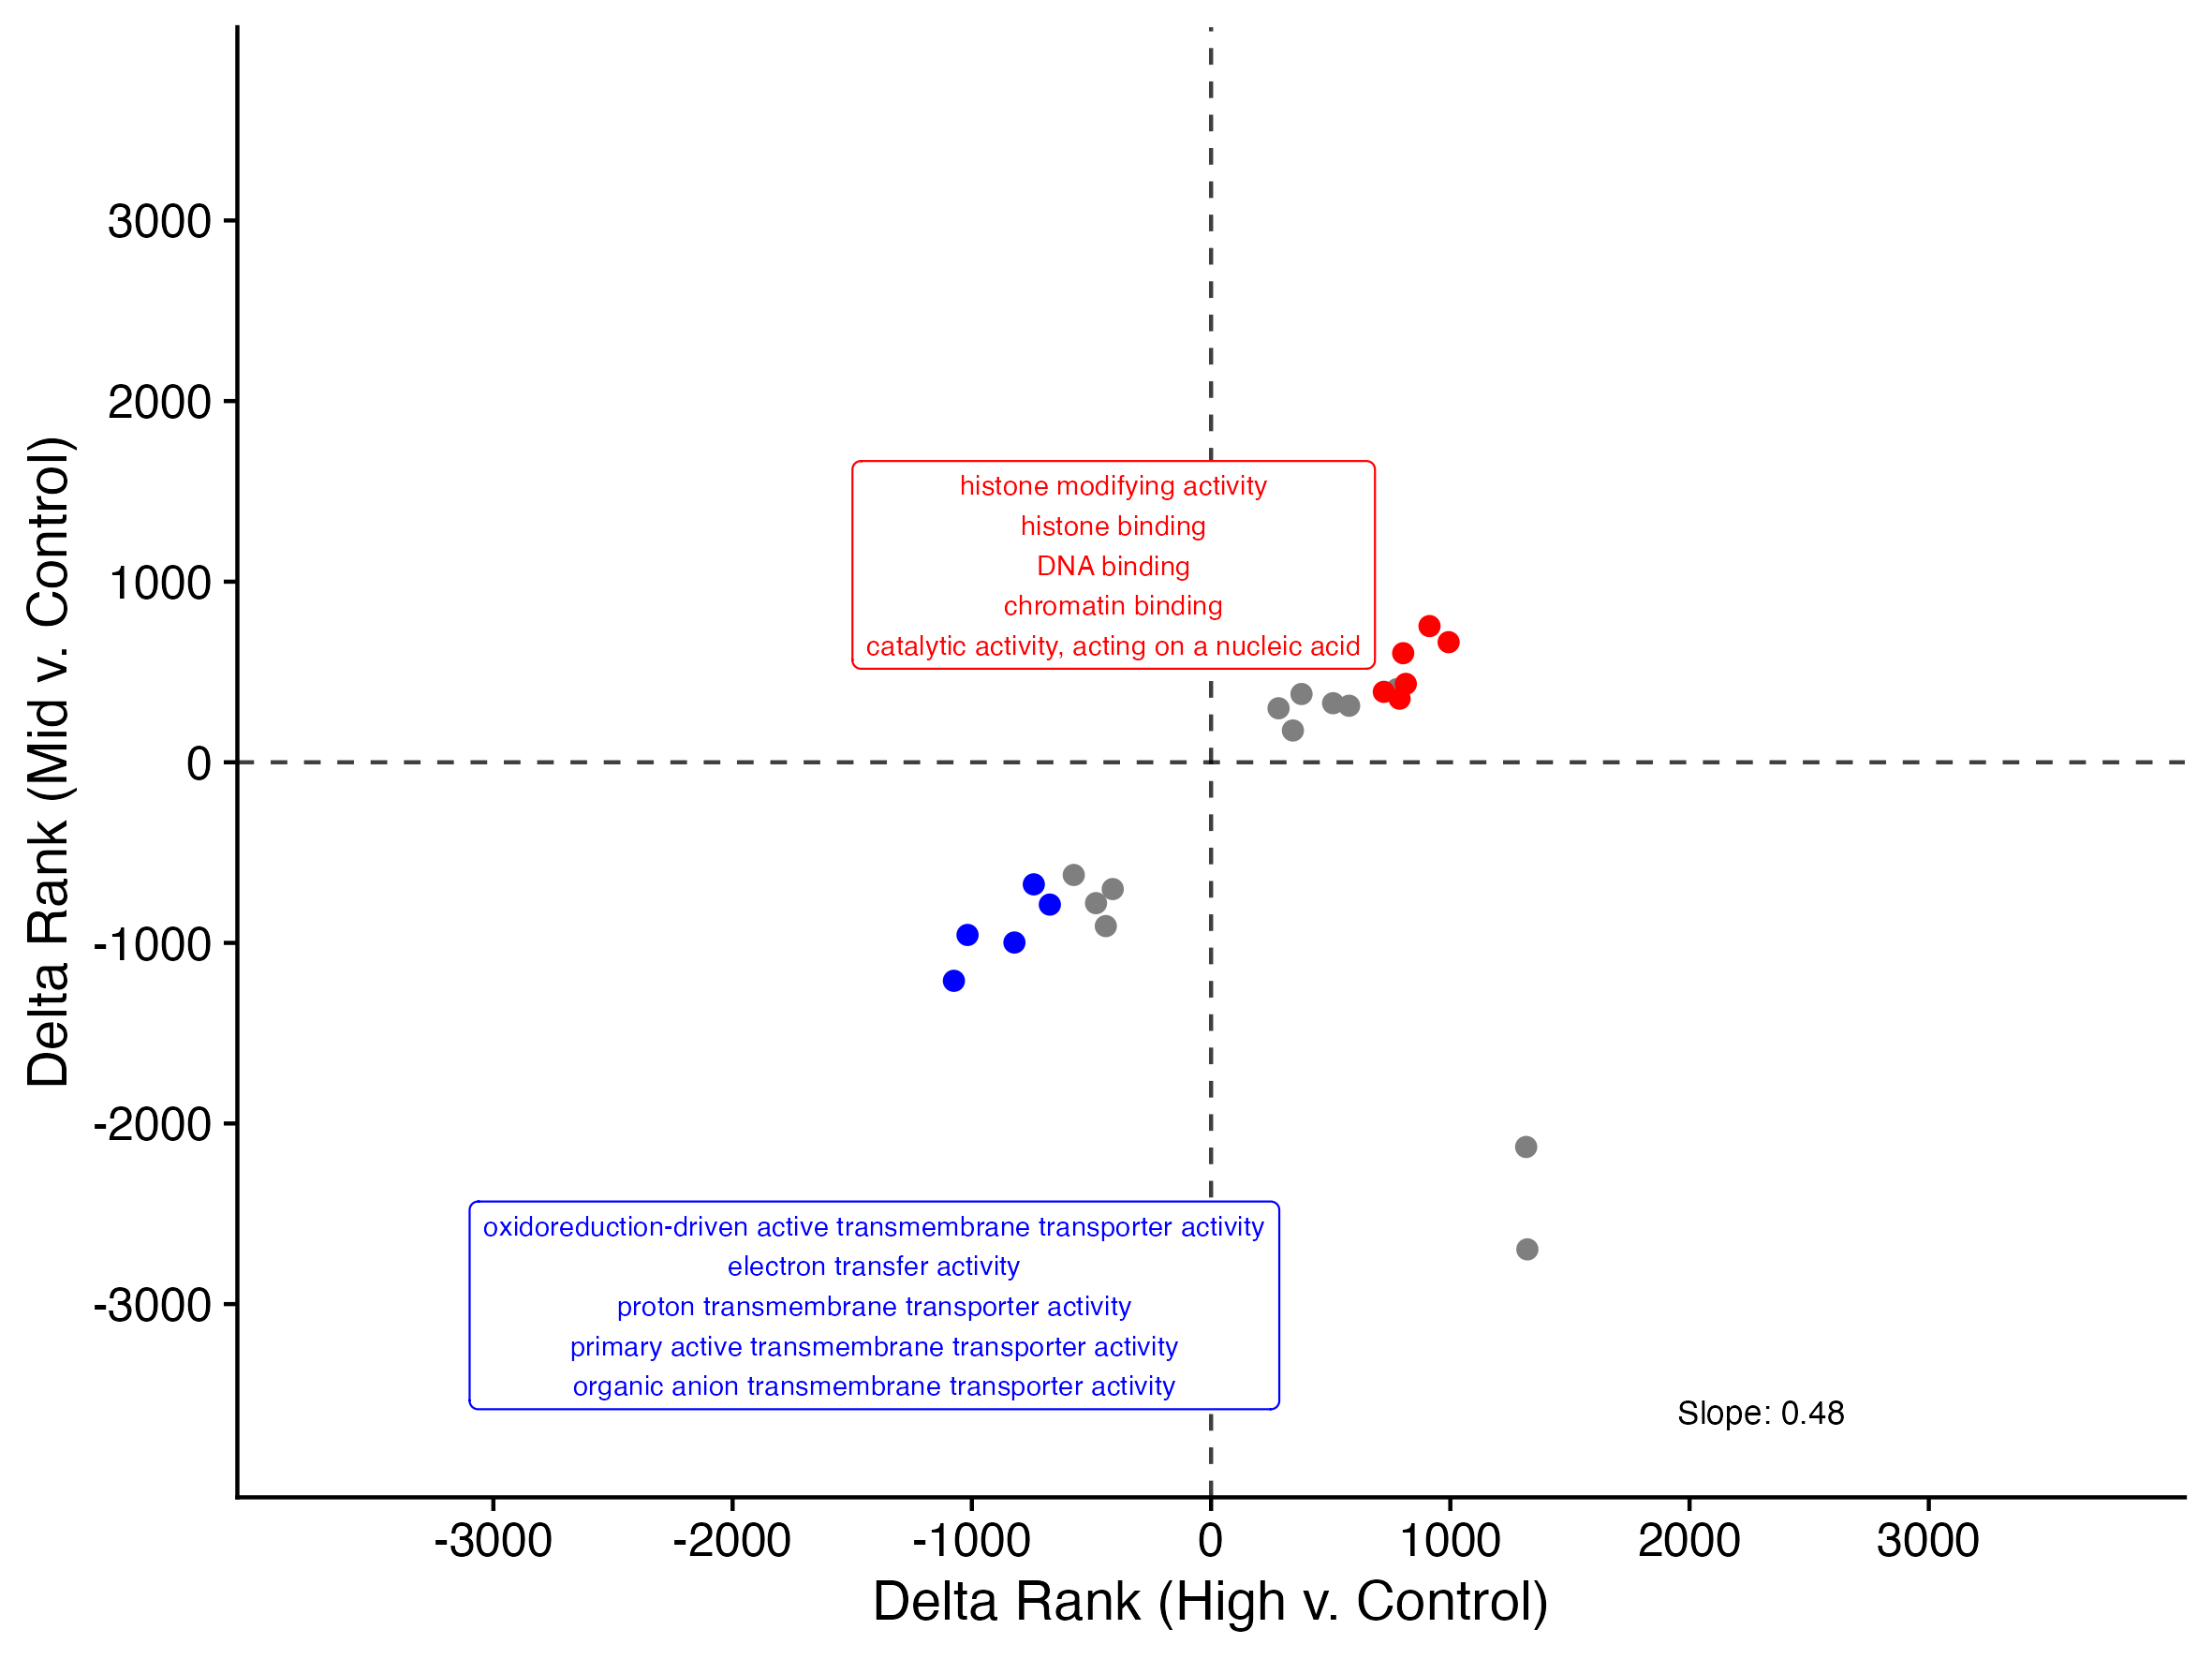 Delta Rank (Mid v. Control)
3000
2000
1000
0
-1000
-2000
-3000
histone modifying activity
histone binding
DNA binding
chromatin binding
catalytic activity, acting on a nucleic acid
oxidoreduction-driven active transmembrane transporter activity
electron transfer activity
proton transmembrane transporter activity
primary active transmembrane transporter activity
organic anion transmembrane transporter activity
Slope: 0.48
-3000 -2000 -1000 0 1000 2000 3000
Delta Rank (High v. Control)